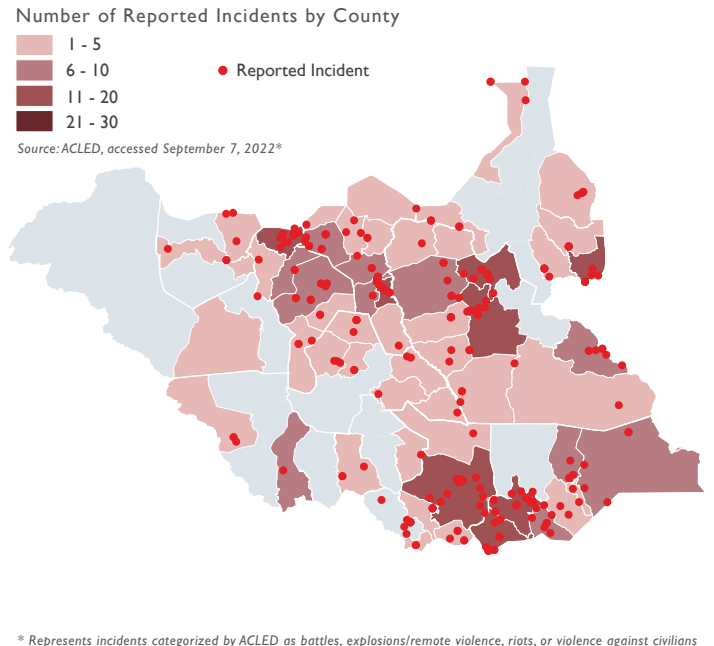 Number of Reported Incidents by County
1 - 5
6 - 10
Reported Incident
11 - 20
21 - 30
Source: ACLED, accessed September 7, 2022*
* Represents incidents categorized by ACLED as battles, explosions/remote violence, riots, or violence against civilians